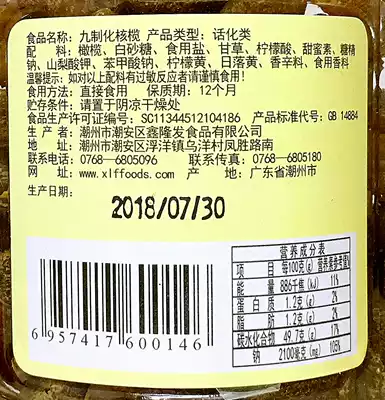 食品名称: 九制化核榄 产品类型: 话化类
配　　料: 橄榄、白砂糖、食用盐、甘草、柠檬酸、甜蜜素、糖精
钠、山梨酸钾、苯甲酸钠、柠檬黄、日落黄、香辛料、食用香料
温馨提示: 如对以上配料有过敏反应者请谨慎食用!
食用方法: 直接食用 保质期: 12个月
贮存条件: 请置于阴凉干燥处
食品生产许可证编号: SC11344512104186 产品标准代号: GB 14884
生 产 者: 潮州市潮安区鑫隆发食品有限公司
地　　址: 潮州市潮安区浮洋镇乌洋村凤胜路南
联系电话: 0768-6805096 联系传真: 0768-6805180
网　　址: www.xlffoods.com 产　　地: 广东省潮州市
生产日期:
2018/07/30
6 957417 600146
营养成分表
项　目 每100克(g) 营养素参考值%
能　量 886千焦(kJ) 11%
蛋 白 质 1.2克(g) 2%
脂　肪 1.2克(g) 2%
碳水化合物 49.7克(g) 17%
钠 2100毫克(mg) 105%